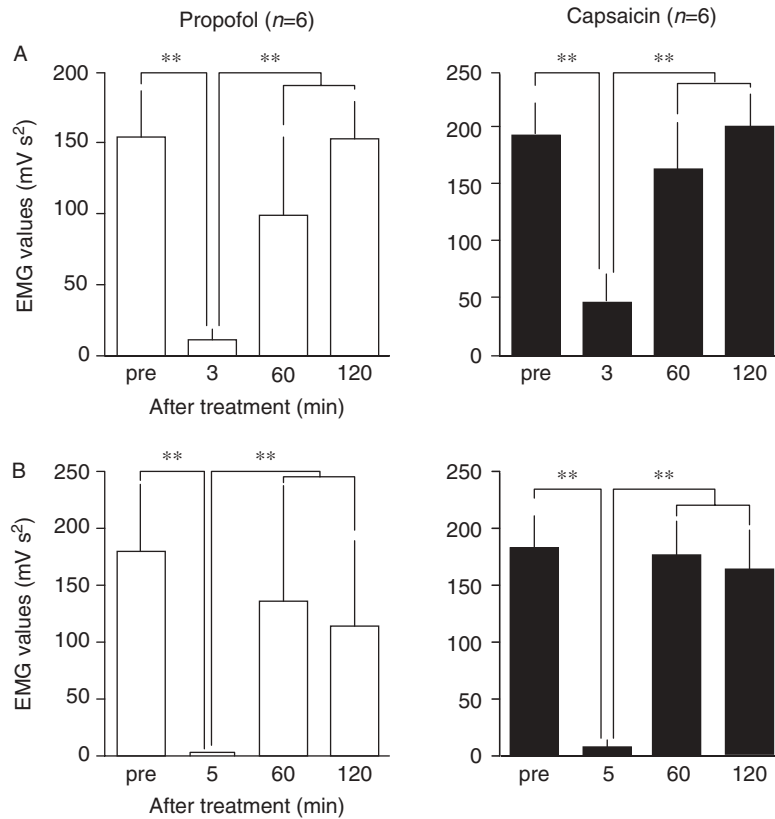 Propofol (n=6)
Capsaicin (n=6)
A
** **
** **
EMG values (mV s²)
200
150
100
50
0
250
200
150
100
50
0
pre 3 60 120
pre 3 60 120
After treatment (min)
B
** **
** **
EMG values (mV s²)
250
200
150
100
50
0
250
200
150
100
50
0
pre 5 60 120
pre 5 60 120
After treatment (min)